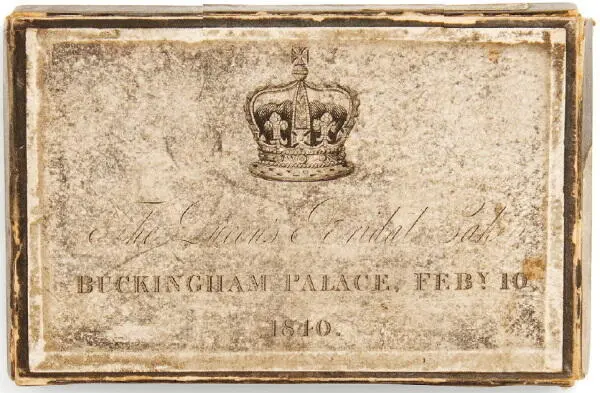 The Queen's Bridal Cake
BUCKINGHAM PALACE, FEBY 10,
1840.